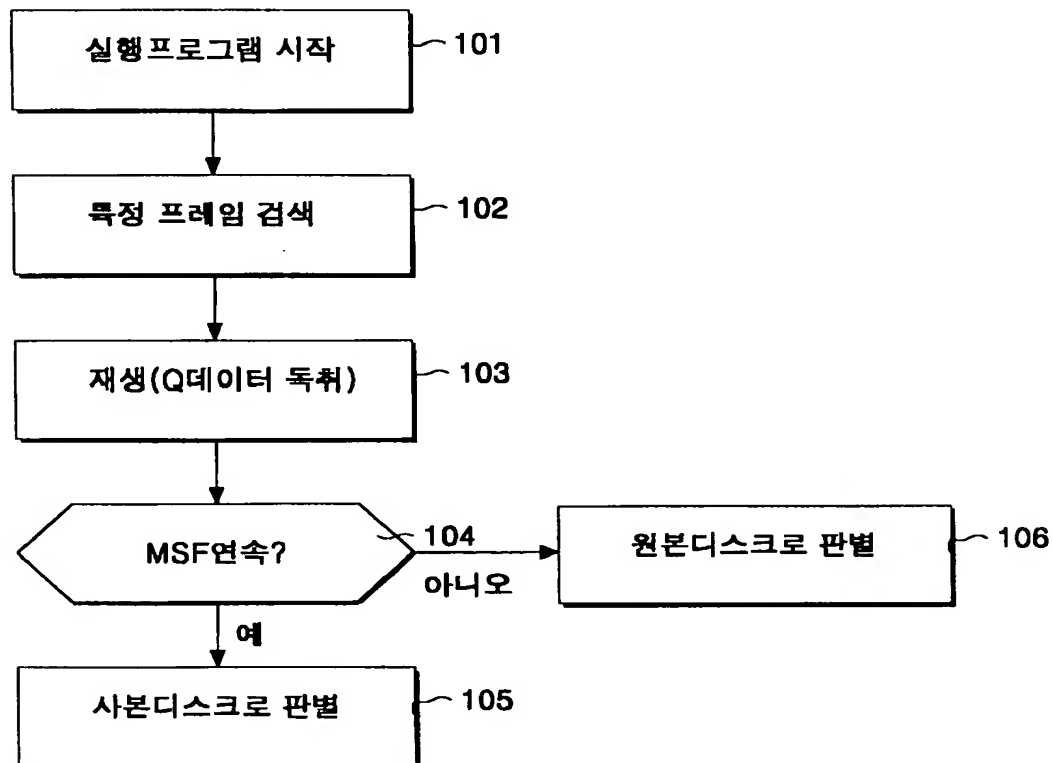 실행프로그램 시작
101
특정 프레임 검색
102
재생(Q데이터 독취)
103
MSF연속?
104
아니오
원본디스크로 판별
106
예
사본디스크로 판별
105